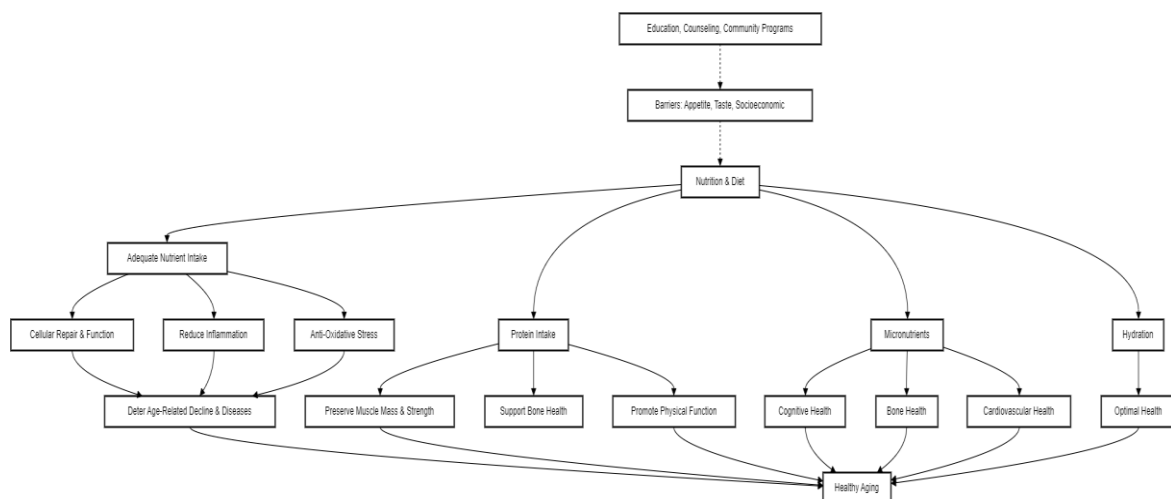 Education, Counseling, Community Programs
Barriers: Appetite, Taste, Socioeconomic
Nutrition & Diet
Adequate Nutrient Intake
Cellular Repair & Function
Reduce Inflammation
Anti-Oxidative Stress
Protein Intake
Micronutrients
Hydration
Deter Age-Related Decline & Diseases
Preserve Muscle Mass & Strength
Support Bone Health
Promote Physical Function
Cognitive Health
Bone Health
Cardiovascular Health
Optimal Health
Healthy Aging